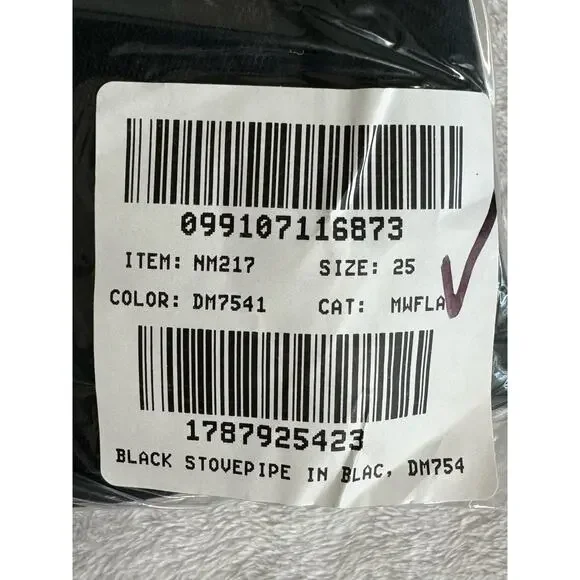 099107116873
ITEM: NM217 SIZE: 25
COLOR: DM7541 CAT: MWFLA
1787925423
BLACK STOVEPIPE IN BLAC, DM754